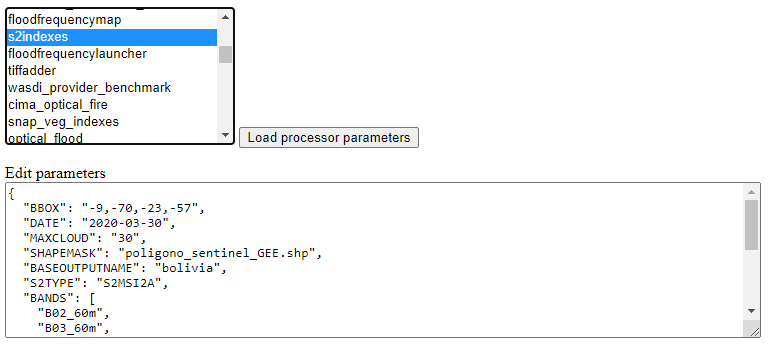 floodfrequencymap
s2indexes
floodfrequencylauncher
tiffadder
wasdi_provider_benchmark
cima_optical_fire
snap_veg_indexes
optical_flood
Load processor parameters
Edit parameters
{
"BBOX": "-9,-70,-23,-57",
"DATE": "2020-03-30",
"MAXCLOUD": "30",
"SHAPEMASK": "poligono_sentinel_GEE.shp",
"BASEOUTPUTNAME": "bolivia",
"S2TYPE": "S2MSI2A",
"BANDS": [
"B02_60m",
"B03_60m",